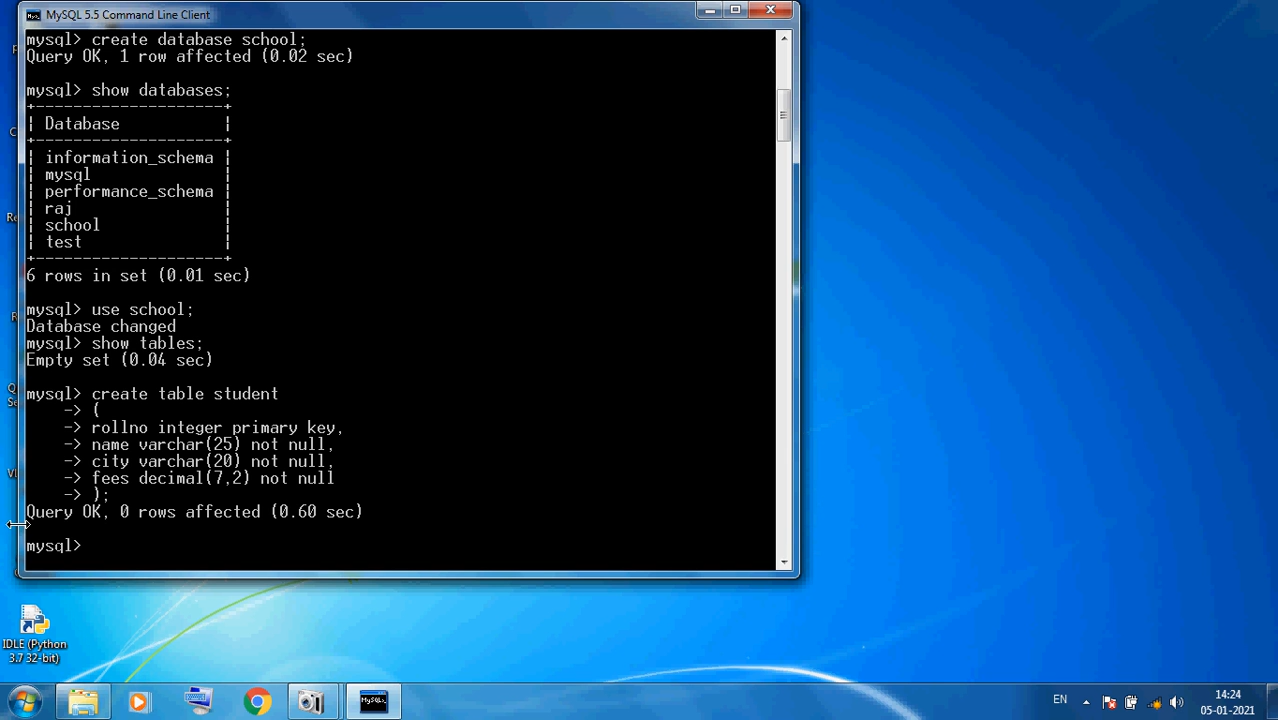 MySQL 5.5 Command Line Client
mysql> create database school;
Query OK, 1 row affected (0.02 sec)
mysql> show databases;
+--------------------+
| Database |
+--------------------+
| information_schema |
| mysql |
| performance_schema |
| raj |
| school |
| test |
+--------------------+
6 rows in set (0.01 sec)
mysql> use school;
Database changed
mysql> show tables;
Empty set (0.04 sec)
mysql> create table student
-> (
-> rollno integer primary key,
-> name varchar(25) not null,
-> city varchar(20) not null,
-> fees decimal(7,2) not null
-> );
Query OK, 0 rows affected (0.60 sec)
mysql>
IDLE (Python
3.7 32-bit)
EN
14:24
05-01-2021